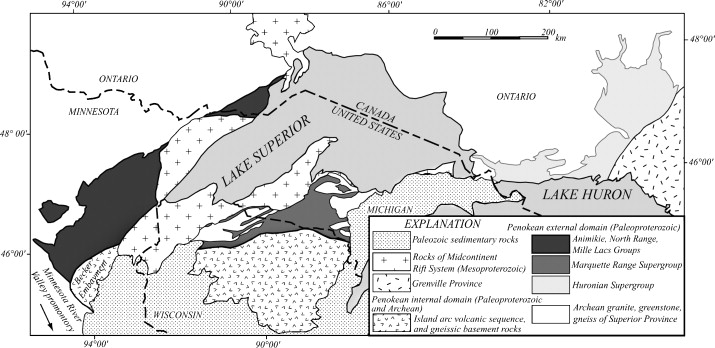 94°00'
90°00'
86°00'
82°00'
0 100 200
km
48°00'
ONTARIO
MINNESOTA
ONTARIO
CANADA
UNITED STATES
48°00'
LAKE SUPERIOR
46°00'
LAKE HURON
MICHIGAN
46°00'
Becker
Embayment
Minnesota River
Valley promontory
WISCONSIN
94°00'
90°00'
EXPLANATION
Paleozoic sedimentary rocks
Rocks of Midcontinent
Rift System (Mesoproterozoic)
Grenville Province
Penokean internal domain (Paleoproterozoic
and Archean)
Island arc volcanic sequence,
and gneissic basement rocks
Penokean external domain (Paleoproterozoic)
Animikie, North Range,
Mille Lacs Groups
Marquette Range Supergroup
Huronian Supergroup
Archean granite, greenstone,
gneiss of Superior Province